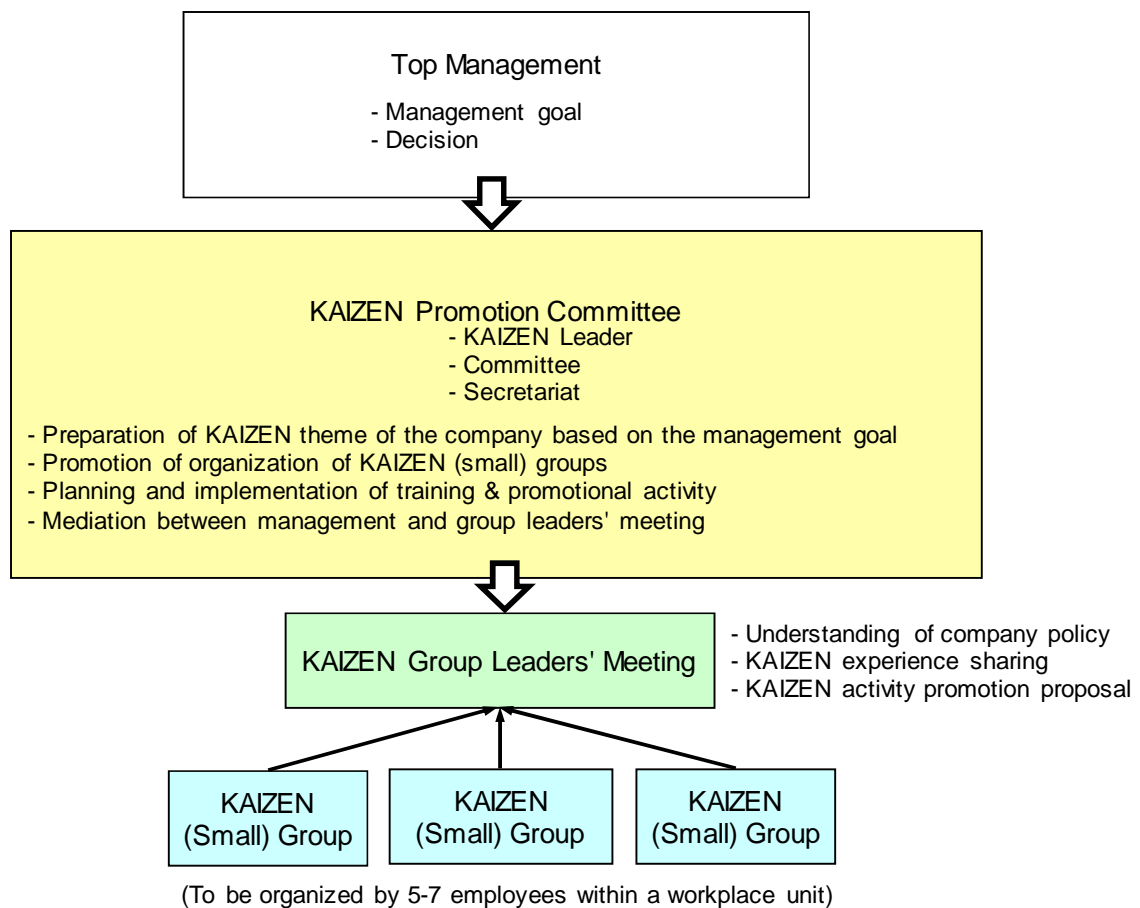 Top Management
- Management goal
- Decision
KAIZEN Promotion Committee
- KAIZEN Leader
- Committee
- Secretariat
- Preparation of KAIZEN theme of the company based on the management goal
- Promotion of organization of KAIZEN (small) groups
- Planning and implementation of training & promotional activity
- Mediation between management and group leaders' meeting
KAIZEN Group Leaders' Meeting
- Understanding of company policy
- KAIZEN experience sharing
- KAIZEN activity promotion proposal
KAIZEN
(Small) Group
KAIZEN
(Small) Group
KAIZEN
(Small) Group
(To be organized by 5-7 employees within a workplace unit)